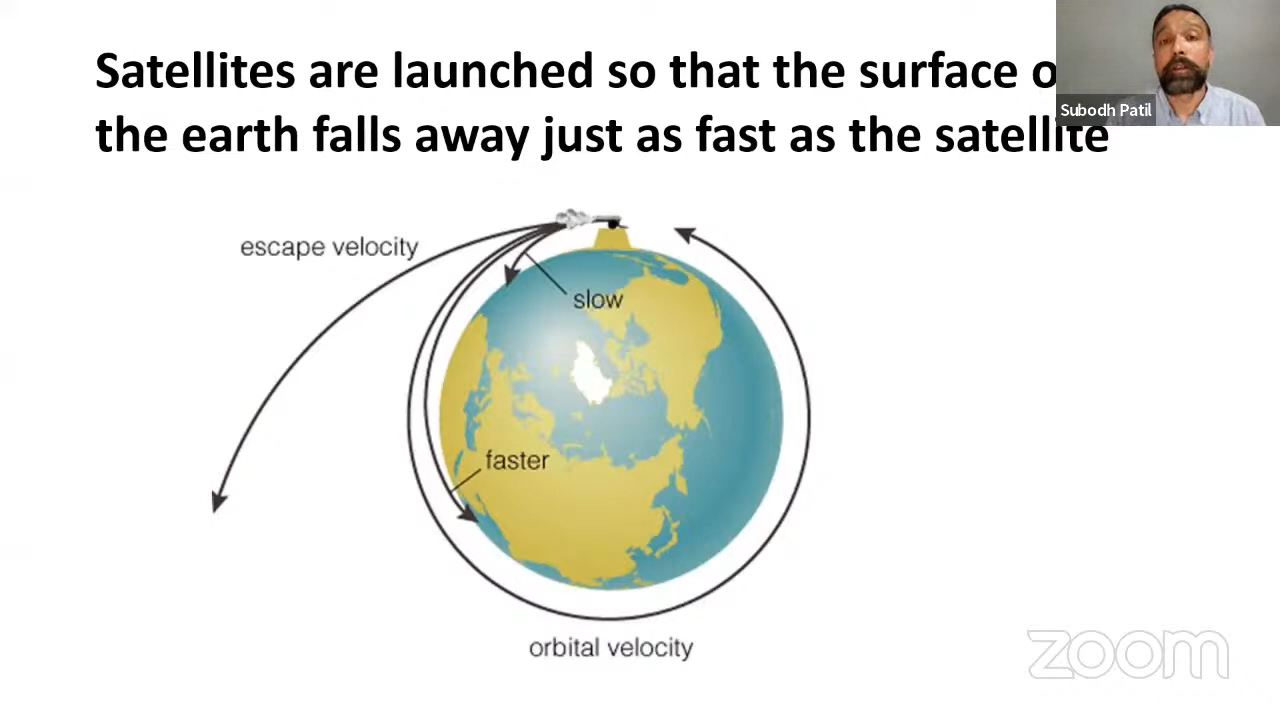 Satellites are launched so that the surface o
the earth falls away just as fast as the satellite
Subodh Patil
escape velocity
slow
faster
orbital velocity
zoom